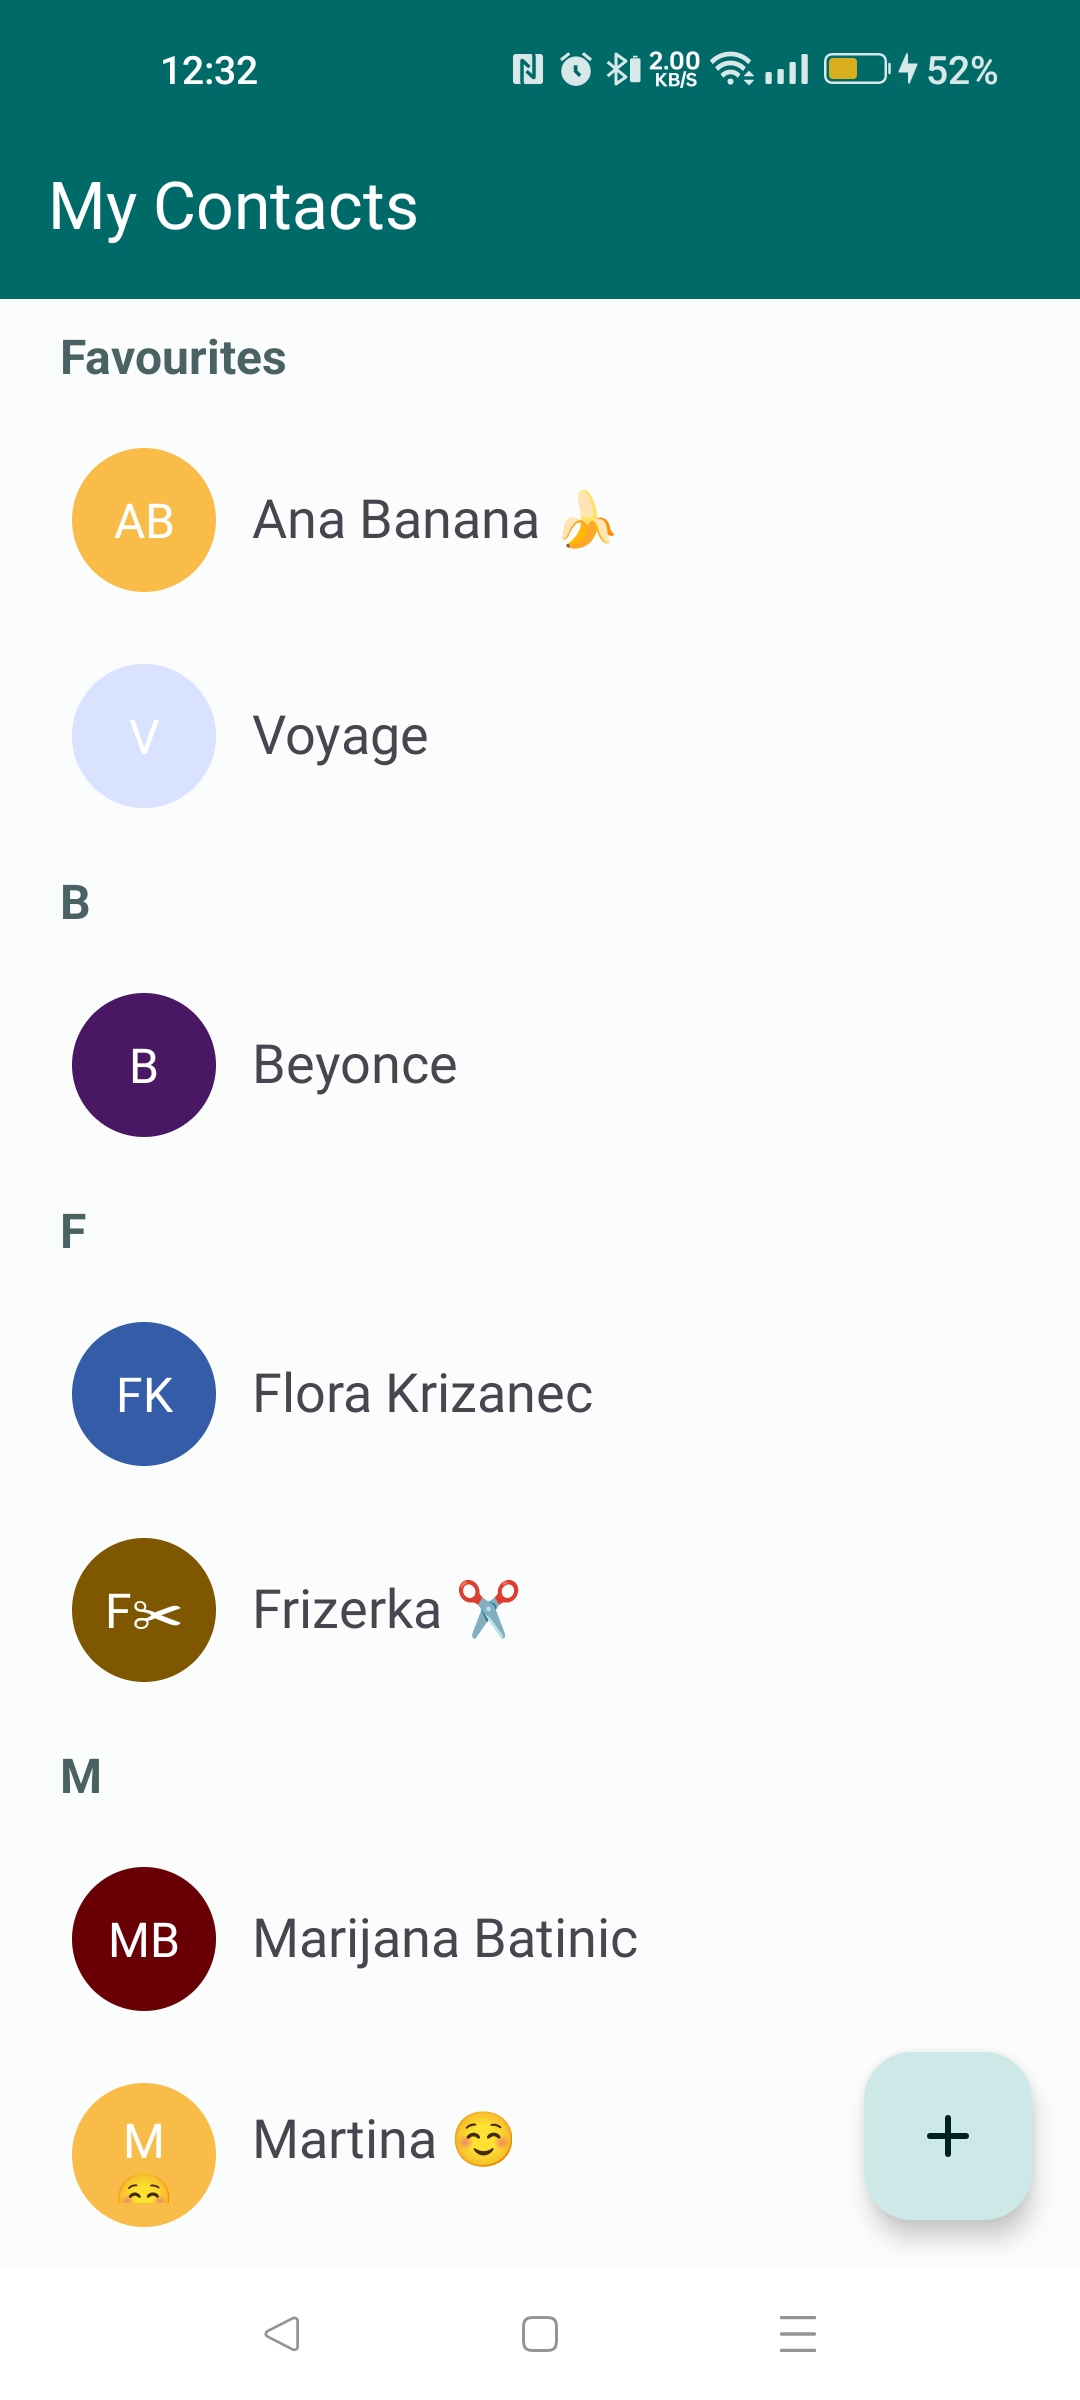 12:32 2.00 KB/S 52%
My Contacts
Favourites
AB Ana Banana 🍌
V Voyage
B
B Beyonce
F
FK Flora Krizanec
F✂ Frizerka ✂️
M
MB Marijana Batinic
M☺️ Martina ☺️